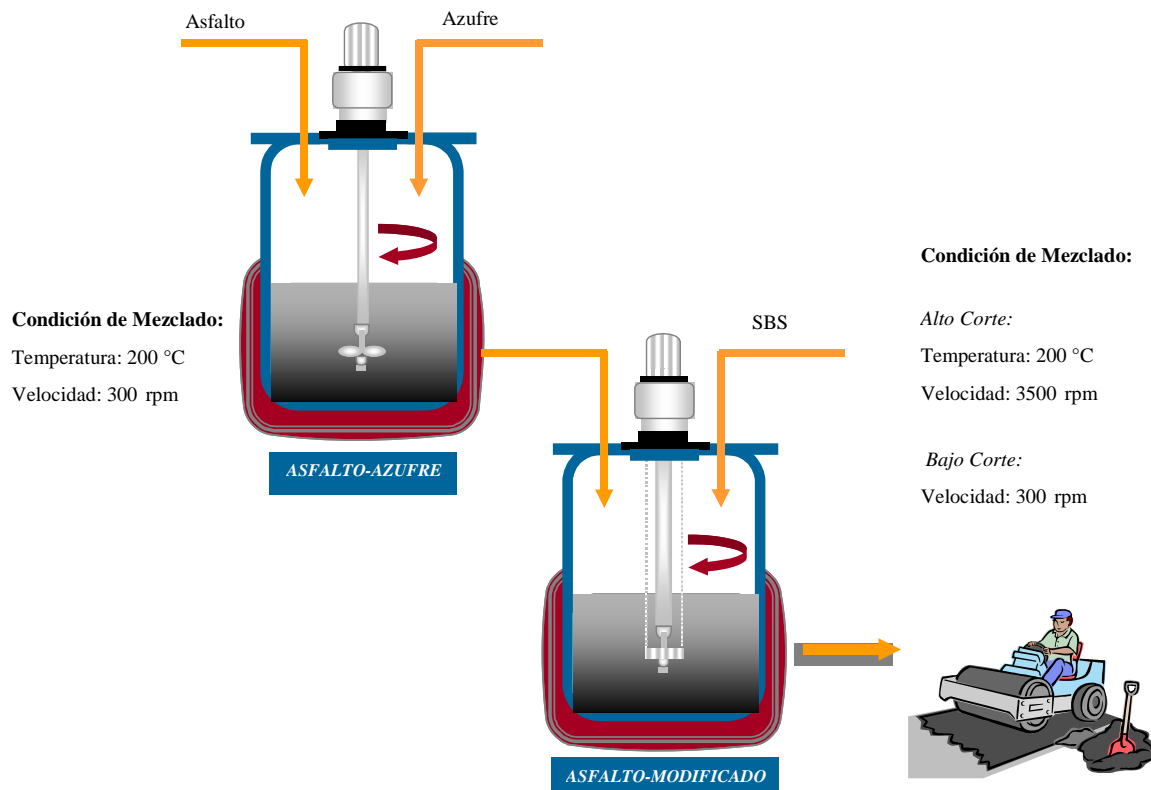 Asfalto
Azufre
Condición de Mezclado:
Temperatura: 200 °C
Velocidad: 300 rpm
ASFALTO-AZUFRE
SBS
Condición de Mezclado:
Alto Corte:
Temperatura: 200 °C
Velocidad: 3500 rpm
Bajo Corte:
Velocidad: 300 rpm
ASFALTO-MODIFICADO